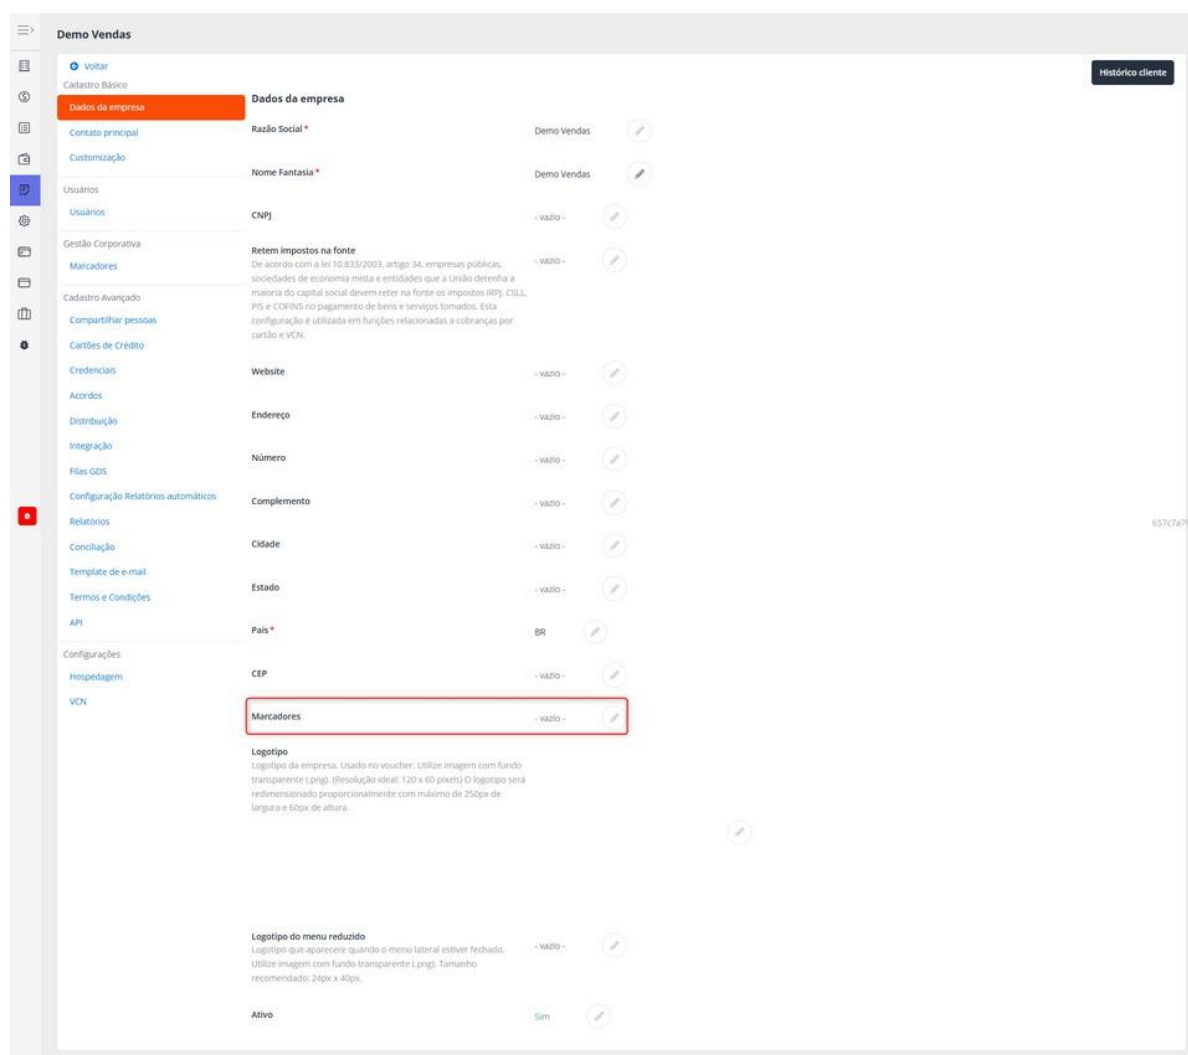 Demo Vendas
Voltar
Histórico cliente
Cadastro Básico
Dados da empresa
Contato principal
Customização
Usuários
Usuários
Gestão Corporativa
Marcadores
Cadastro Avançado
Compartilhar pessoas
Cartões de Crédito
Credenciais
Acordos
Distribuição
Integração
Filas GDS
Configuração Relatórios automáticos
Relatórios
Conciliação
Template de e-mail
Termos e Condições
API
Configurações
Hospedagem
VCN
Dados da empresa
Razão Social * Demo Vendas
Nome Fantasia * Demo Vendas
CNPJ - vazio -
Retem impostos na fonte - vazio -
De acordo com a lei 10.833/2003, artigo 34, empresas públicas,
sociedades de economia mista e entidades que a União detenha a
maioria do capital social devem reter na fonte os impostos IRPJ, CSLL,
PIS e COFINS no pagamento de bens e serviços tomados. Esta
configuração é utilizada em funções relacionadas a cobranças por
cartão e VCN.
Website - vazio -
Endereço - vazio -
Número - vazio -
Complemento - vazio -
Cidade - vazio -
Estado - vazio -
País * BR
CEP - vazio -
Marcadores - vazio -
Logotipo
Logotipo da empresa. Usado no voucher. Utilize imagem com fundo
transparente (.png). (Resolução ideal: 120 x 60 pixels) O logotipo será
redimensionado proporcionalmente com máximo de 250px de
largura e 60px de altura.
Logotipo do menu reduzido - vazio -
Logotipo que aparecere quando o menu lateral estiver fechado.
Utilize imagem com fundo transparente (.png). Tamanho
recomendado: 24px x 40px.
Ativo Sim